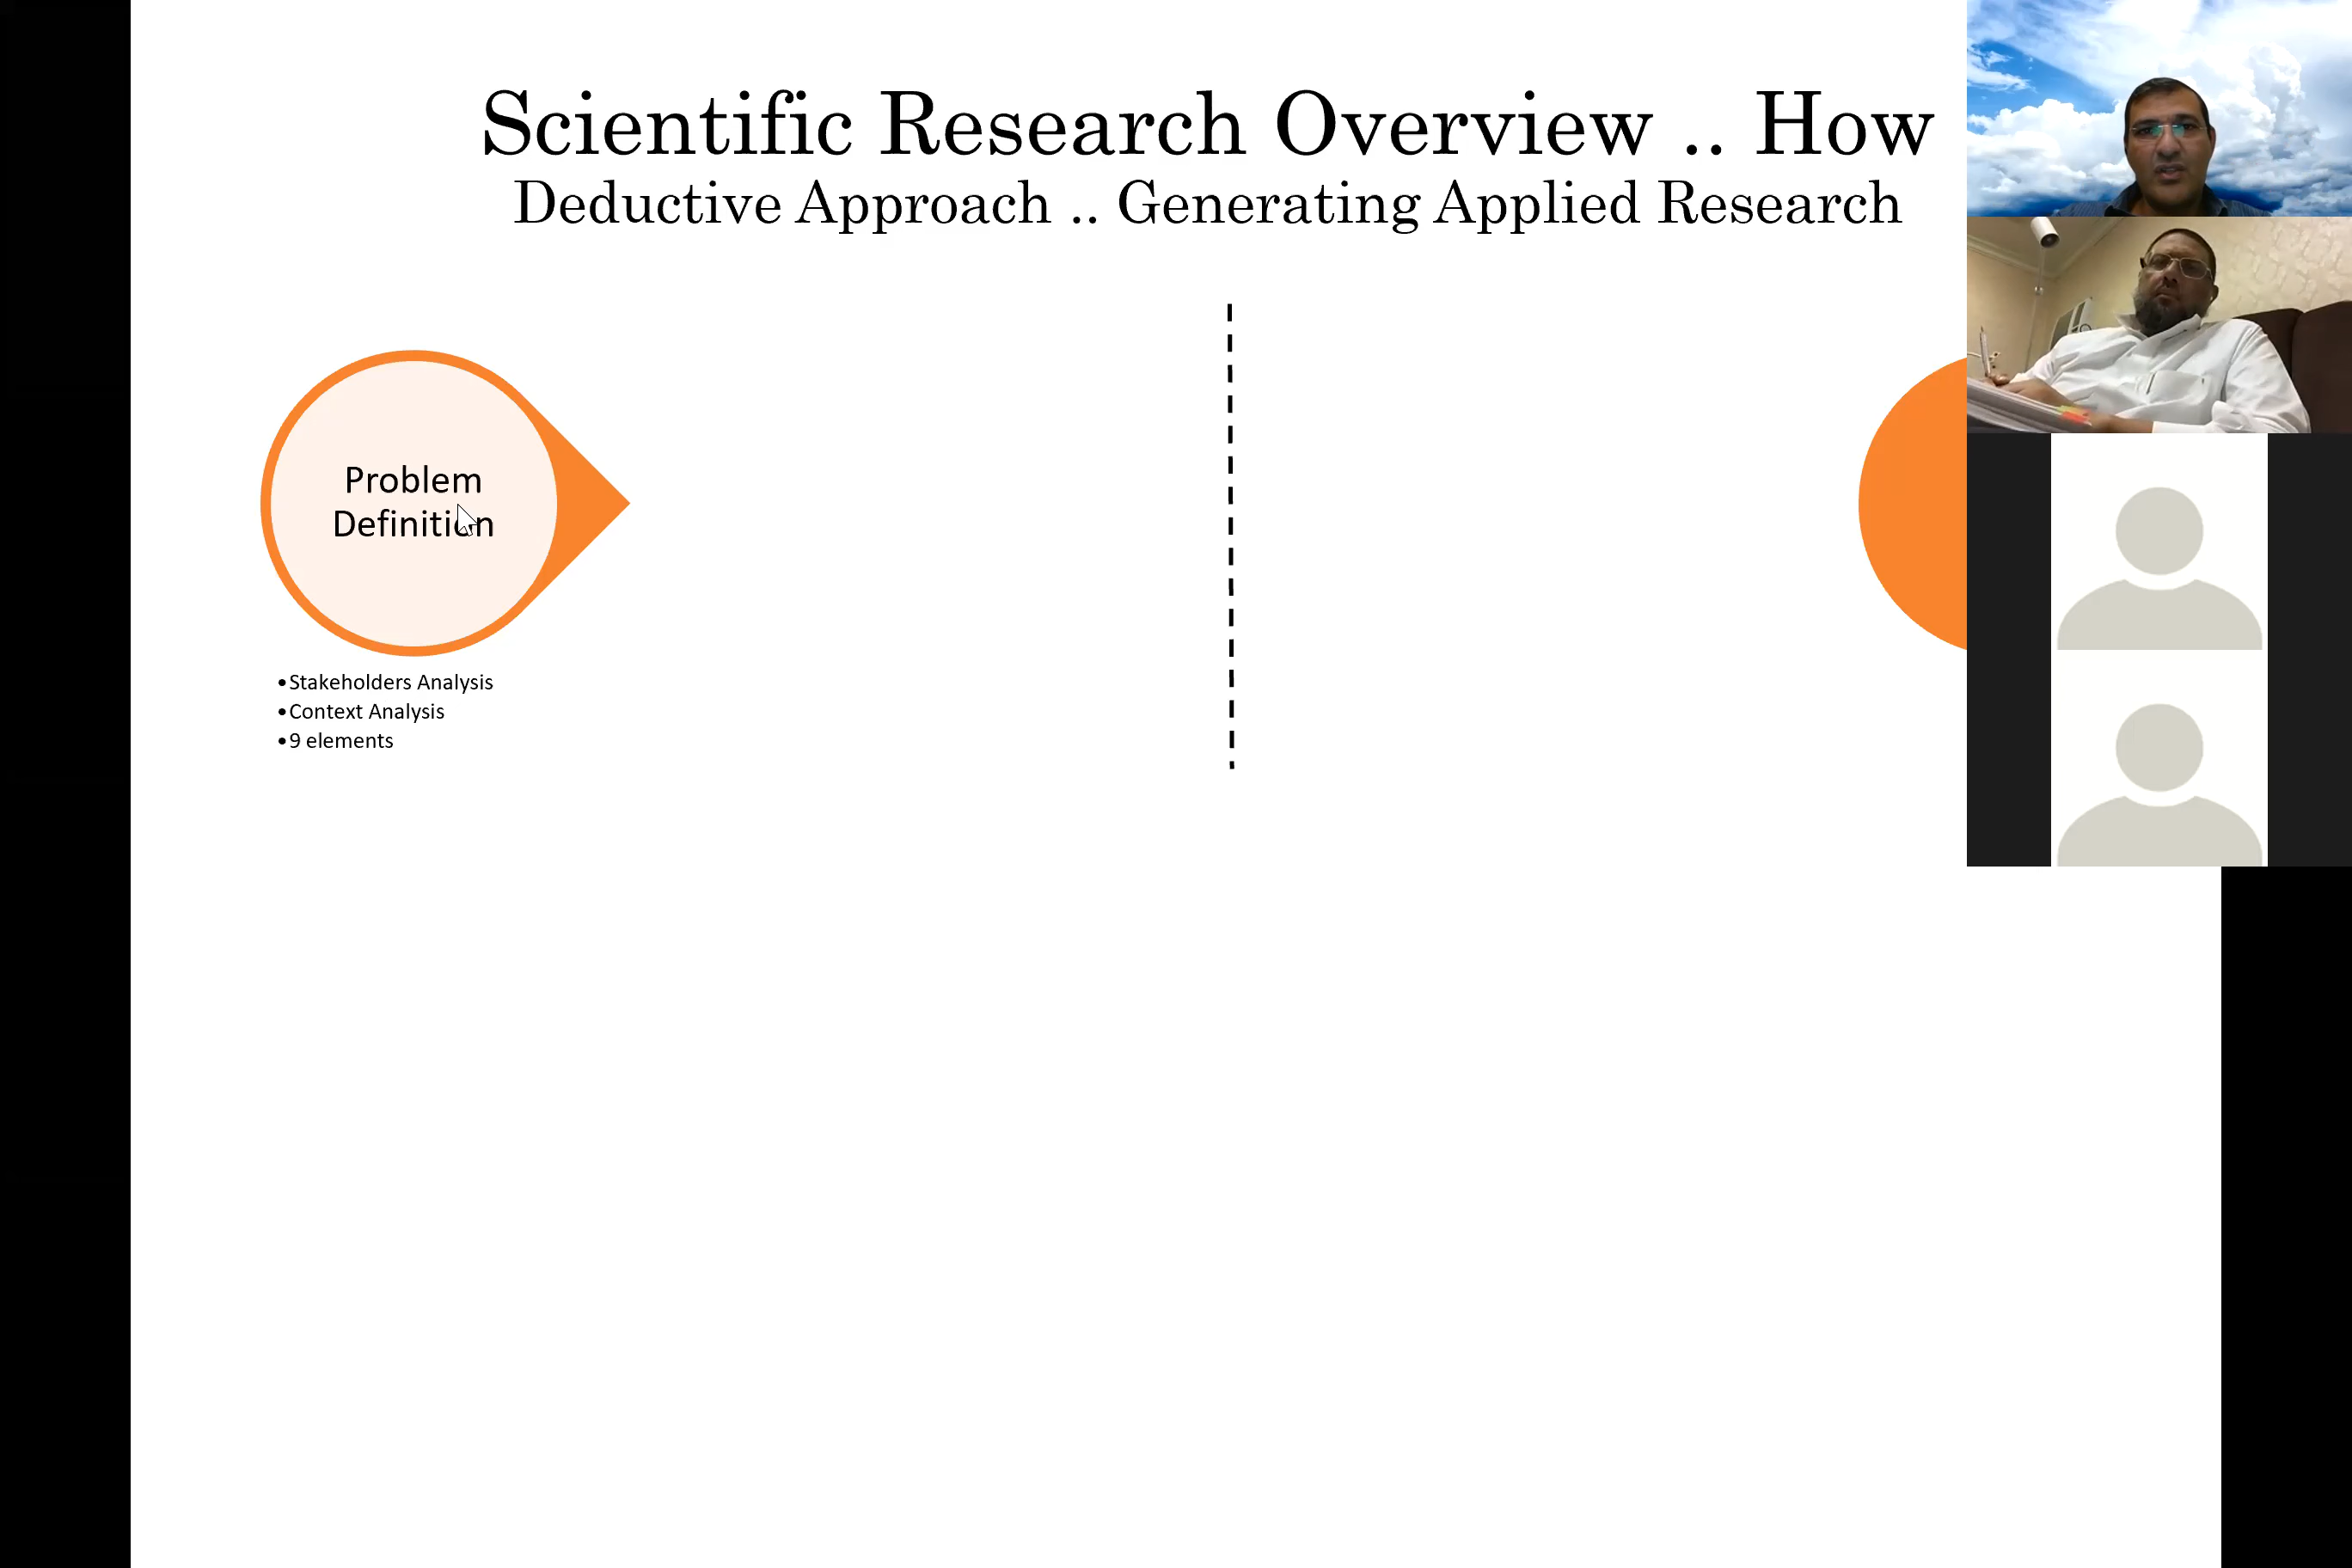 Scientific Research Overview .. How
Deductive Approach .. Generating Applied Research
Problem
Definition
•Stakeholders Analysis
•Context Analysis
•9 elements